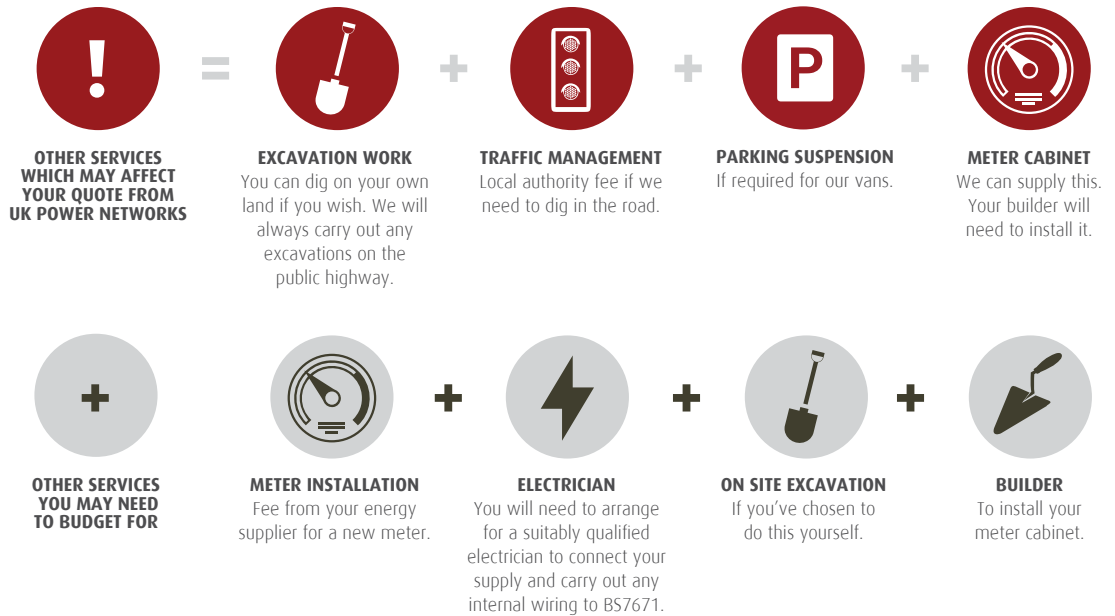 P
OTHER SERVICES
WHICH MAY AFFECT
YOUR QUOTE FROM
UK POWER NETWORKS
EXCAVATION WORK
You can dig on your own
land if you wish. We will
always carry out any
excavations on the
public highway.
TRAFFIC MANAGEMENT
Local authority fee if we
need to dig in the road.
PARKING SUSPENSION
If required for our vans.
METER CABINET
We can supply this.
Your builder will
need to install it.
OTHER SERVICES
YOU MAY NEED
TO BUDGET FOR
METER INSTALLATION
Fee from your energy
supplier for a new meter.
ELECTRICIAN
You will need to arrange
for a suitably qualified
electrician to connect your
supply and carry out any
internal wiring to BS7671.
ON SITE EXCAVATION
If you’ve chosen to
do this yourself.
BUILDER
To install your
meter cabinet.